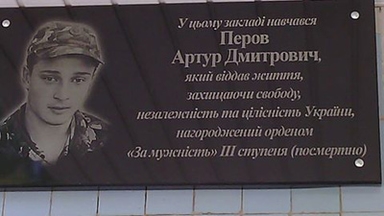 У цьому закладі навчався
Перов
Артур Дмитрович,
який віддав життя,
захищаючи свободу,
незалежність та цілісність України,
нагороджений орденом
«За мужність» III ступеня (посмертно)